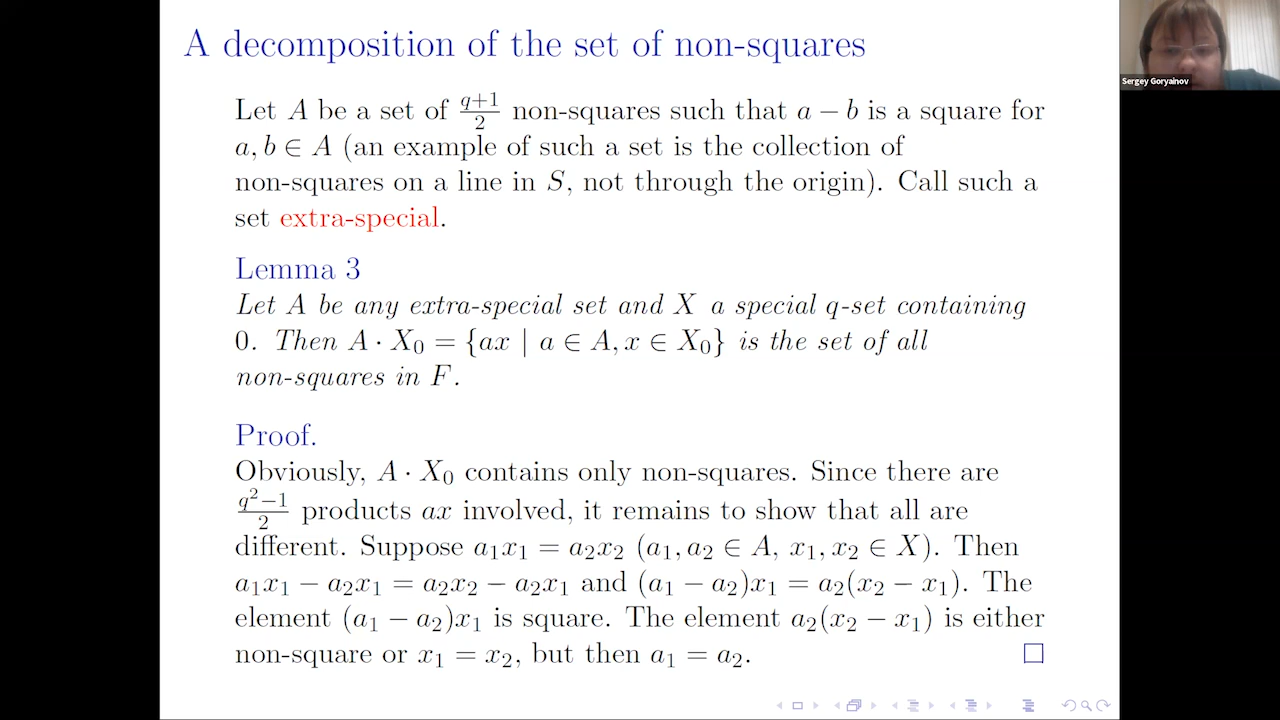 A decomposition of the set of non-squares
Let A be a set of \frac{q+1}{2} non-squares such that a − b is a square for
a, b ∈ A (an example of such a set is the collection of
non-squares on a line in S, not through the origin). Call such a
set extra-special.
Lemma 3
Let A be any extra-special set and X a special q-set containing
0. Then A · X₀ = {ax | a ∈ A, x ∈ X₀} is the set of all
non-squares in F.
Proof.
Obviously, A · X₀ contains only non-squares. Since there are
\frac{q²−1}{2} products ax involved, it remains to show that all are
different. Suppose a₁x₁ = a₂x₂ (a₁, a₂ ∈ A, x₁, x₂ ∈ X). Then
a₁x₁ − a₂x₁ = a₂x₂ − a₂x₁ and (a₁ − a₂)x₁ = a₂(x₂ − x₁). The
element (a₁ − a₂)x₁ is square. The element a₂(x₂ − x₁) is either
non-square or x₁ = x₂, but then a₁ = a₂. □
Sergey Goryainov